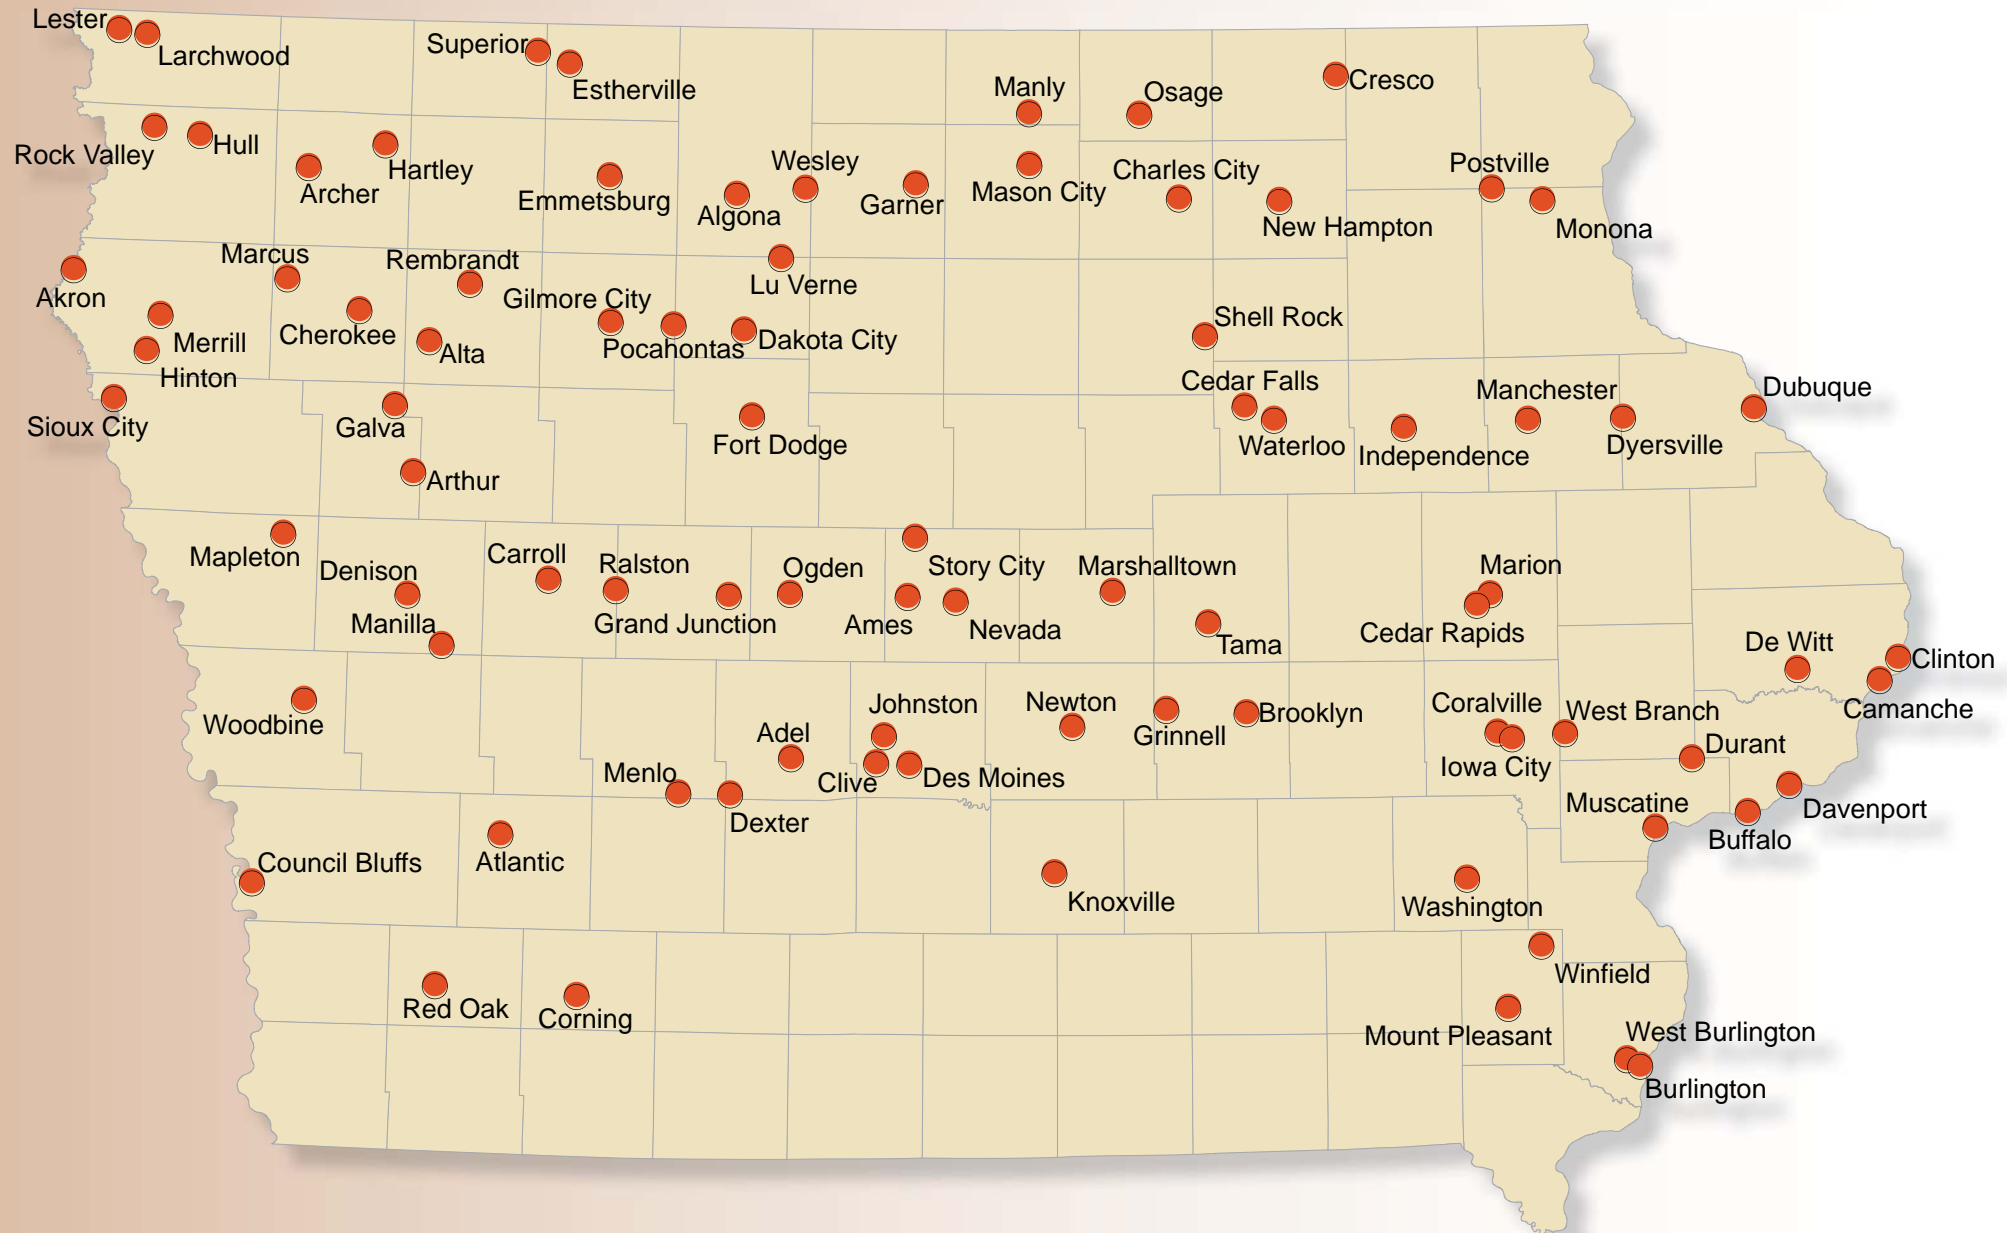 Lester
Larchwood
Superior
Estherville
Manly
Osage
Cresco
Rock Valley
Hull
Archer
Hartley
Emmetsburg
Algona
Wesley
Garner
Mason City
Charles City
New Hampton
Postville
Monona
Akron
Marcus
Rembrandt
Lu Verne
Merrill
Hinton
Cherokee
Alta
Gilmore City
Pocahontas
Dakota City
Shell Rock
Sioux City
Galva
Arthur
Fort Dodge
Cedar Falls
Waterloo
Independence
Manchester
Dyersville
Dubuque
Mapleton
Denison
Manilla
Carroll
Ralston
Grand Junction
Ogden
Story City
Ames
Nevada
Marshalltown
Tama
Marion
Cedar Rapids
De Witt
Clinton
Camanche
Woodbine
Menlo
Dexter
Adel
Johnston
Clive
Des Moines
Newton
Grinnell
Brooklyn
Coralville
Iowa City
West Branch
Durant
Davenport
Buffalo
Muscatine
Council Bluffs
Atlantic
Knoxville
Washington
Winfield
Red Oak
Corning
Mount Pleasant
West Burlington
Burlington